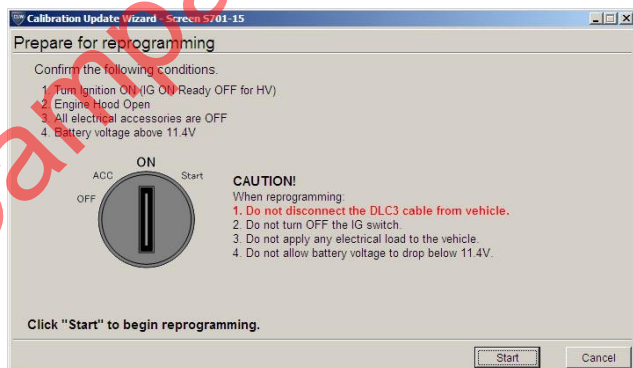 Calibration Update Wizard - Screen S701-15
Prepare for reprogramming
Confirm the following conditions.
1. Turn Ignition ON (IG ON Ready OFF for HV)
2. Engine Hood Open
3. All electrical accessories are OFF
4. Battery voltage above 11.4V
ON
ACC
Start
OFF
CAUTION!
When reprogramming:
1. Do not disconnect the DLC3 cable from vehicle.
2. Do not turn OFF the IG switch.
3. Do not apply any electrical load to the vehicle.
4. Do not allow battery voltage to drop below 11.4V.
Click "Start" to begin reprogramming.
Start
Cancel